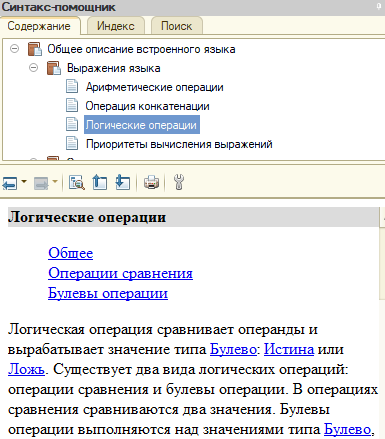 Синтакс-помощник
Содержание Индекс Поиск
Общее описание встроенного языка
Выражения языка
Арифметические операции
Операция конкатенации
Логические операции
Приоритеты вычисления выражений
Логические операции
Общее
Операции сравнения
Булевы операции
Логическая операция сравнивает операнды и
вырабатывает значение типа Булево: Истина или
Ложь. Существует два вида логических операций:
операции сравнения и булевы операции. В операциях
сравнения сравниваются два значения. Булевы
операции выполняются над значениями типа Булево,